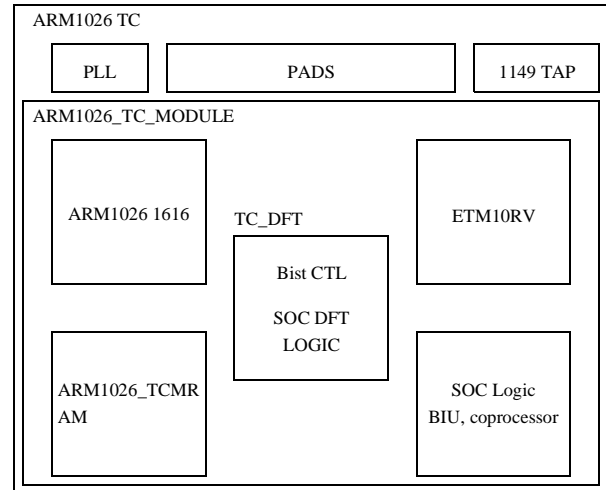 ARM1026 TC
PLL
PADS
1149 TAP
ARM1026_TC_MODULE
ARM1026 1616
TC_DFT
ETM10RV
Bist CTL
SOC DFT
LOGIC
ARM1026_TCMR
AM
SOC Logic
BIU, coprocessor